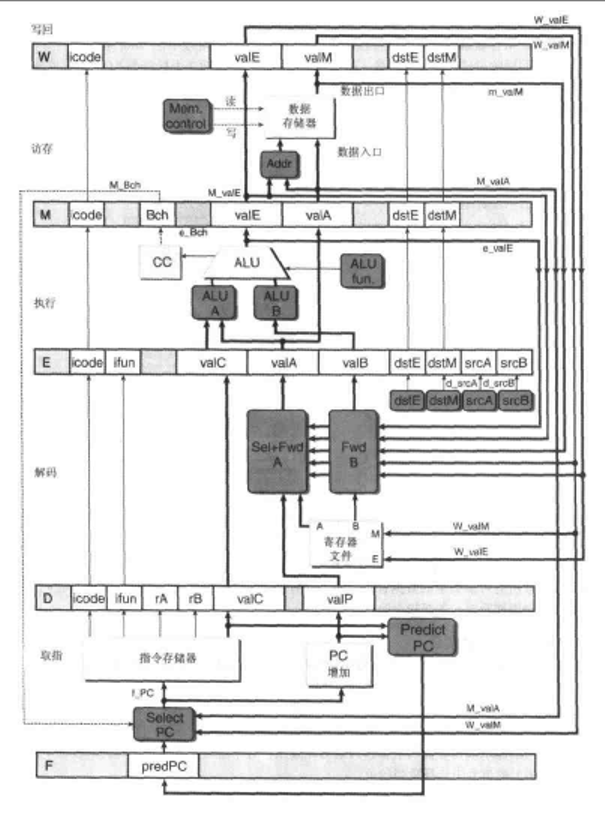 写回
W_valE
W icode valE valM dstE dstM
W_valM
数据出口
m_valM
Mem. control
读
写
数据
存储器
访存
数据入口
Addr
M_Bch
M_valE
M_valA
M icode Bch valE valA dstE dstM
e_Bch
e_valE
CC
ALU
ALU fun.
执行
ALU A
ALU B
E icode ifun valC valA valB dstE dstM srcA srcB
d_srcA d_srcB
dstE dstM srcA srcB
Sel+Fwd A
Fwd B
解码
A B
M
W_valM
寄存器
文件
E
W_valE
D icode ifun rA rB valC valP
Predict PC
取指
指令存储器
PC
增加
f_PC
M_valA
Select PC
W_valM
F predPC